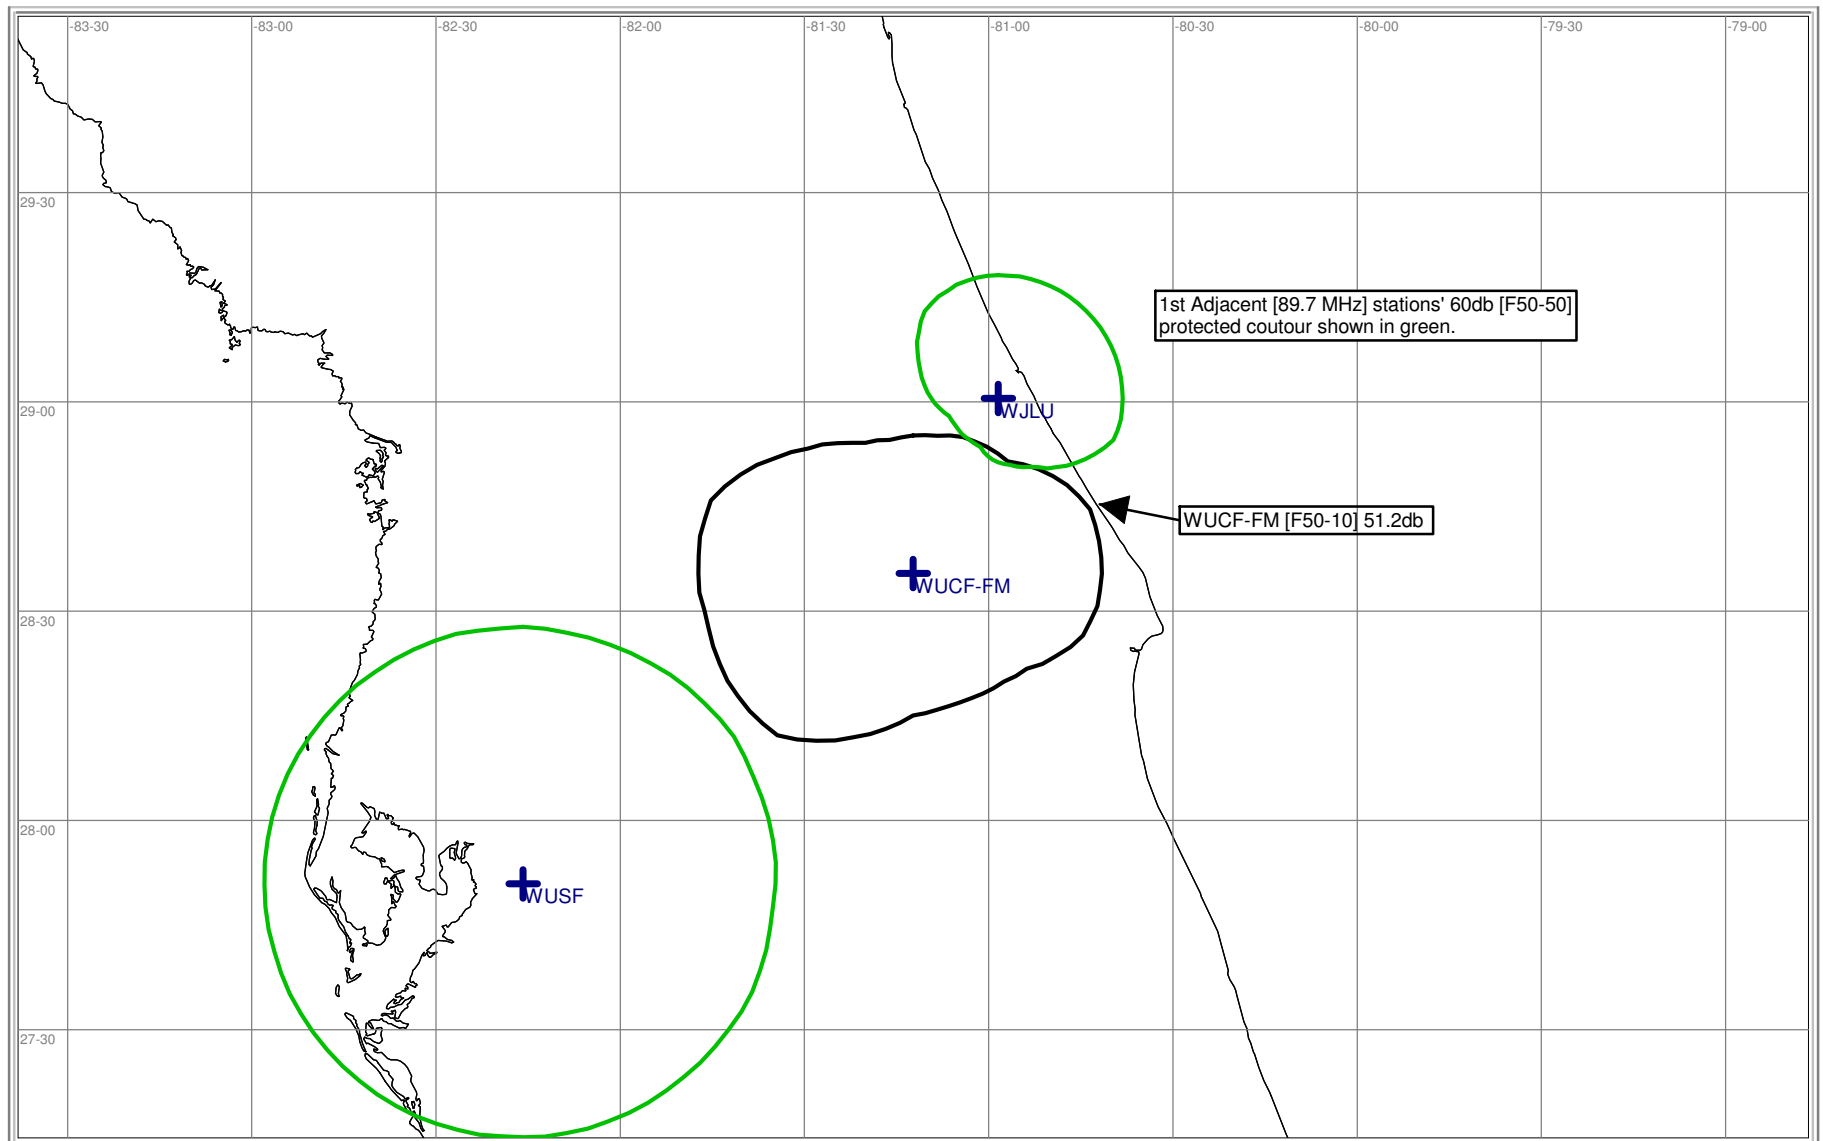 -83-30
-83-00
-82-30
-82-00
-81-30
-81-00
-80-30
-80-00
-79-30
-79-00
29-30
1st Adjacent [89.7 MHz] stations' 60db [F50-50]
protected coutour shown in green.
29-00
WJLU
WUCF-FM [F50-10] 51.2db
WUCF-FM
28-30
28-00
WUSF
27-30